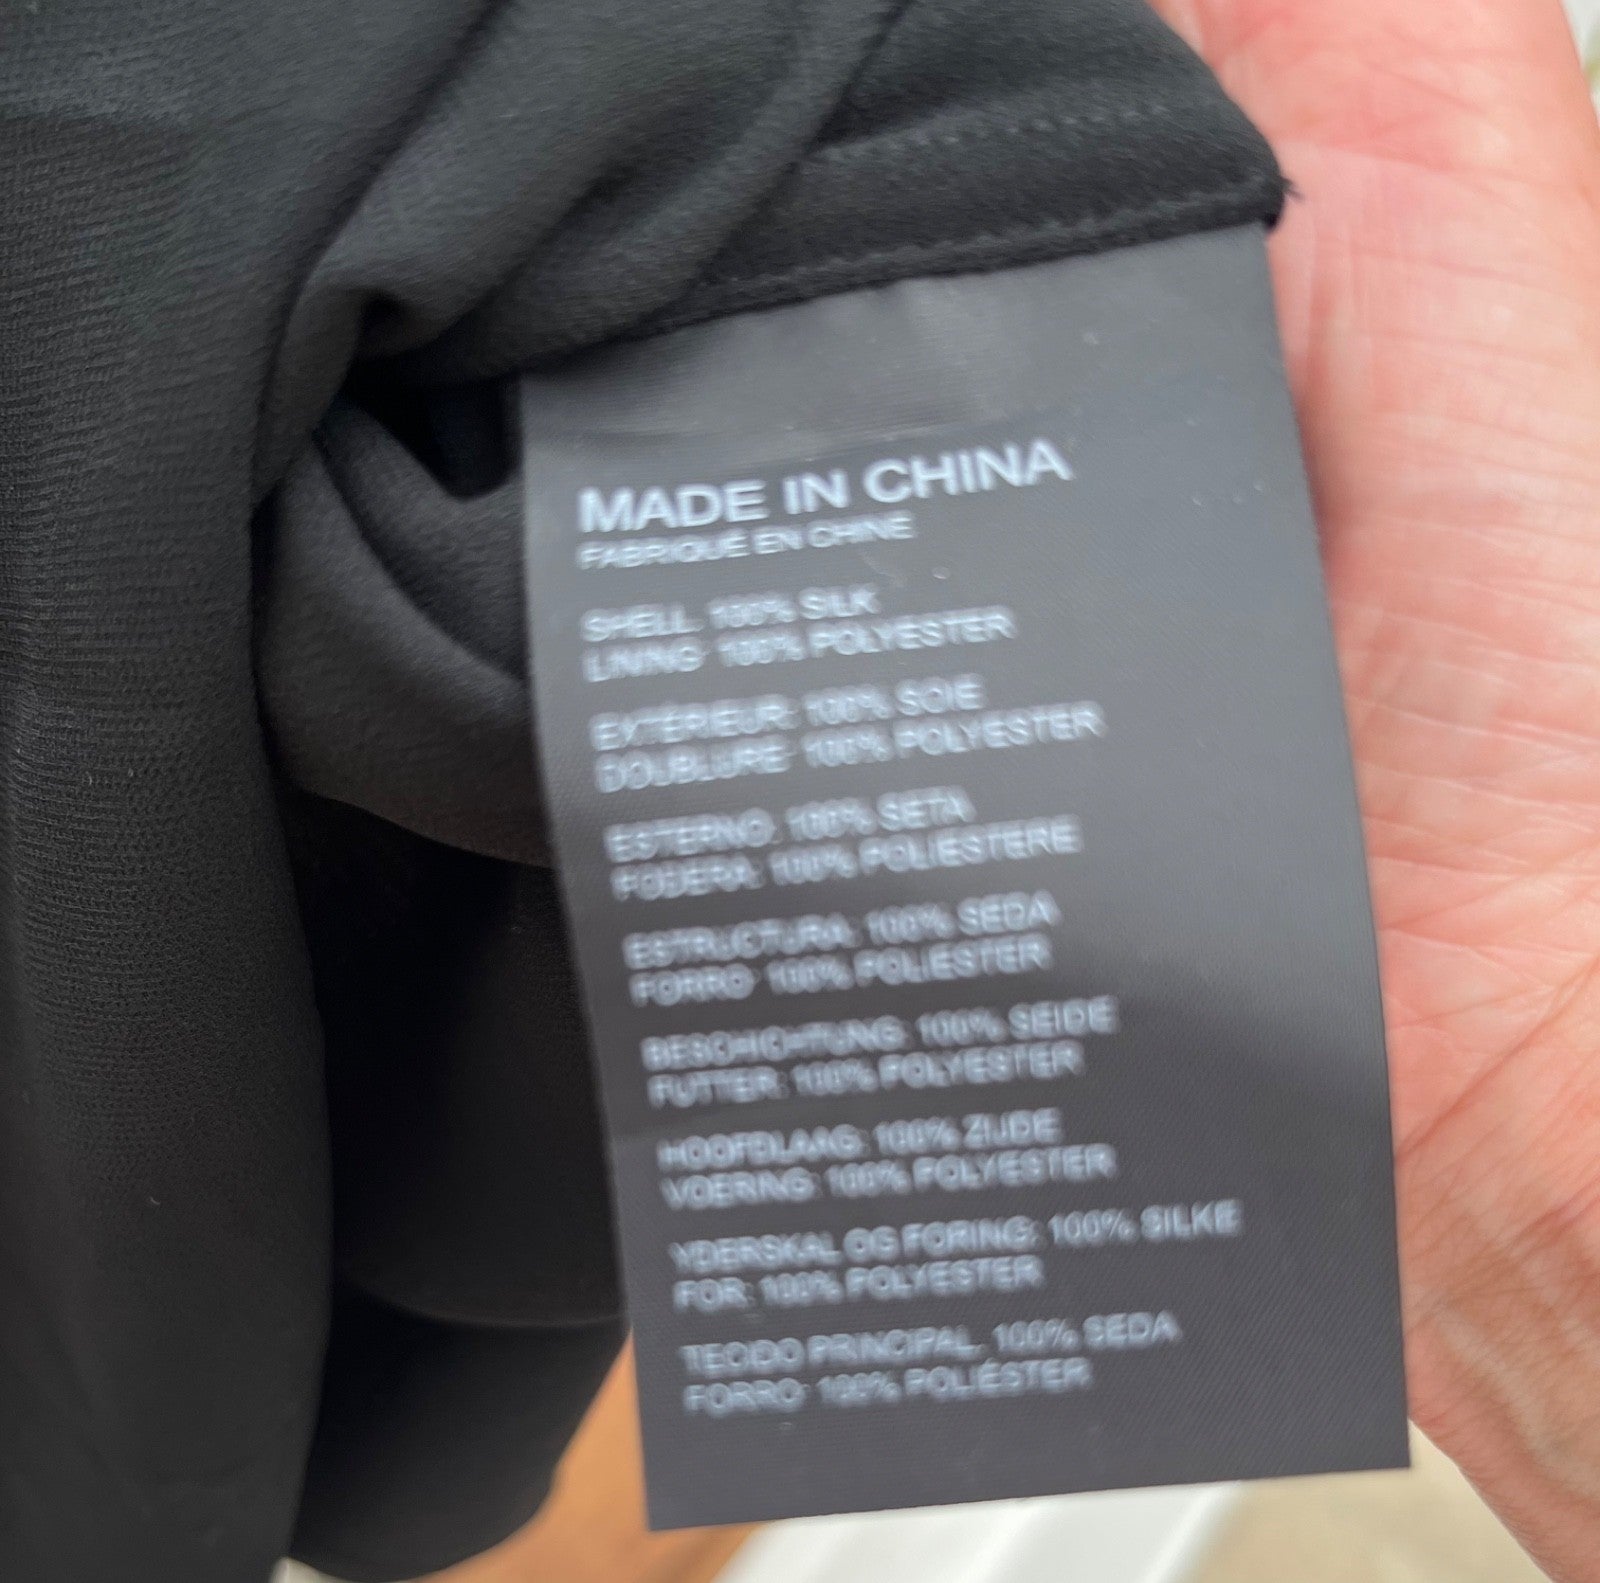 MADE IN CHINA
FABRIQUÉ EN CHINE
SHELL: 100% SILK
LINING: 100% POLYESTER
EXTÉRIEUR: 100% SOIE
DOUBLURE: 100% POLYESTER
ESTERNO: 100% SETA
FODERA: 100% POLIESTERE
ESTRUCTURA: 100% SEDA
FORRO: 100% POLIESTER
BESCHICHTUNG: 100% SEIDE
FUTTER: 100% POLYESTER
HOOFDLAAG: 100% ZIJDE
VOERING: 100% POLYESTER
YDERSKAL OG FORING: 100% SILKE
FOR: 100% POLYESTER
TECIDO PRINCIPAL: 100% SEDA
FORRO: 100% POLIÉSTER